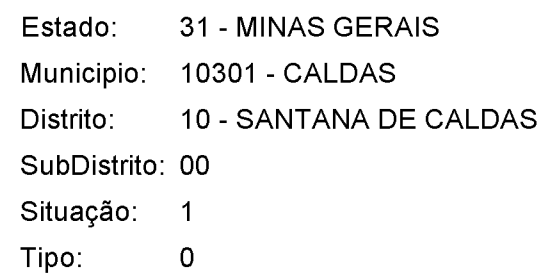 Estado: 31 - MINAS GERAIS
Municipio: 10301 - CALDAS
Distrito: 10 - SANTANA DE CALDAS
SubDistrito: 00
Situação: 1
Tipo: 0